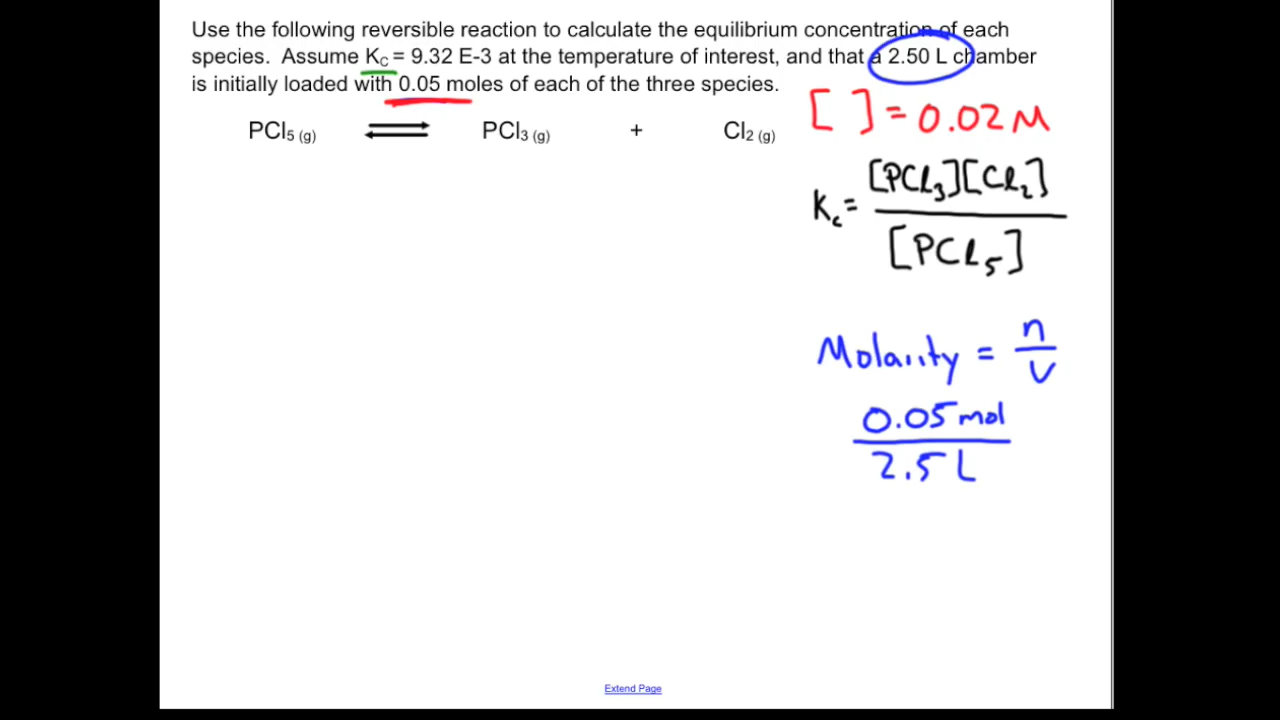 Use the following reversible reaction to calculate the equilibrium concentration of each
species. Assume K_C = 9.32 E-3 at the temperature of interest, and that a 2.50 L chamber
is initially loaded with 0.05 moles of each of the three species.
[ ] = 0.02 M
PCl₅ (g) ⇌ PCl₃ (g) + Cl₂ (g)
K_c = [PCl₃][Cl₂]
[PCl₅]
Molarity = n
V
0.05 mol
2.5 L
Extend Page